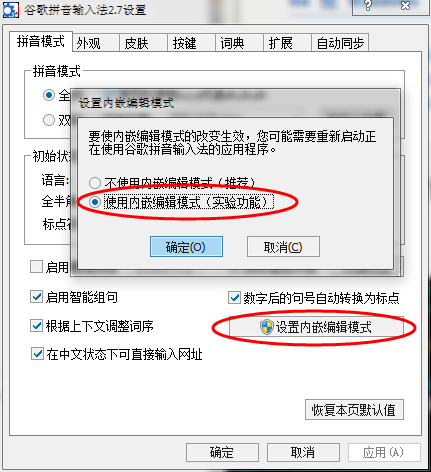 谷歌拼音输入法2.7设置
拼音模式
外观
皮肤
按键
词典
扩展
自动同步
拼音模式
全
双
设置内嵌编辑模式
要使内嵌编辑模式的改变生效，您可能需要重新启动正
在使用谷歌拼音输入法的应用程序。
不使用内嵌编辑模式（推荐）
使用内嵌编辑模式（实验功能）
确定(O)
取消(C)
初始状
语言:
全半角
标点符
启用
启用智能组句
数字后的句号自动转换为标点
根据上下文调整词序
设置内嵌编辑模式
在中文状态下可直接输入网址
恢复本页默认值
确定
取消
应用(A)